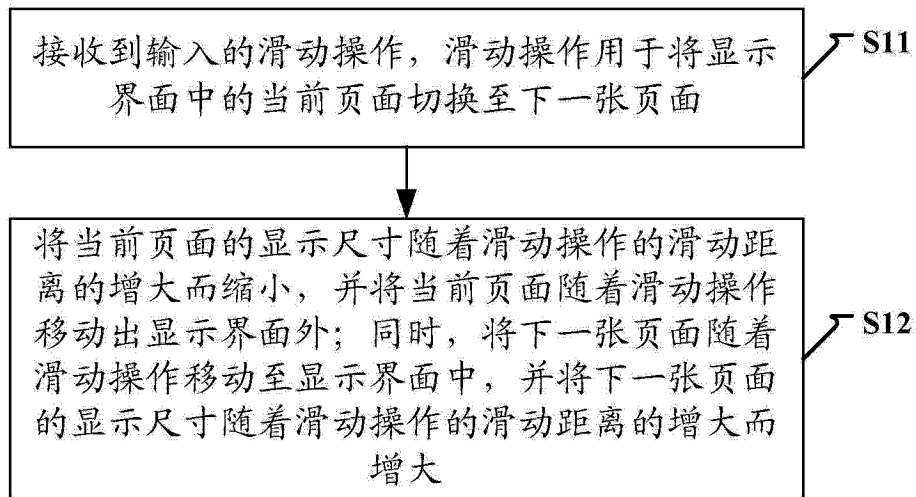 接收到输入的滑动操作，滑动操作用于将显示
界面中的当前页面切换至下一张页面
S11
将当前页面的显示尺寸随着滑动操作的滑动距
离的增大而缩小，并将当前页面随着滑动操作
移动出显示界面外；同时，将下一张页面随着
滑动操作移动至显示界面中，并将下一张页面
的显示尺寸随着滑动操作的滑动距离的增大而
增大
S12